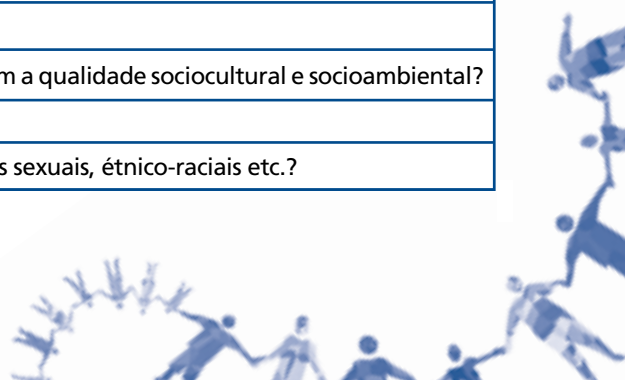 m a qualidade sociocultural e socioambiental?
s sexuais, étnico-raciais etc.?